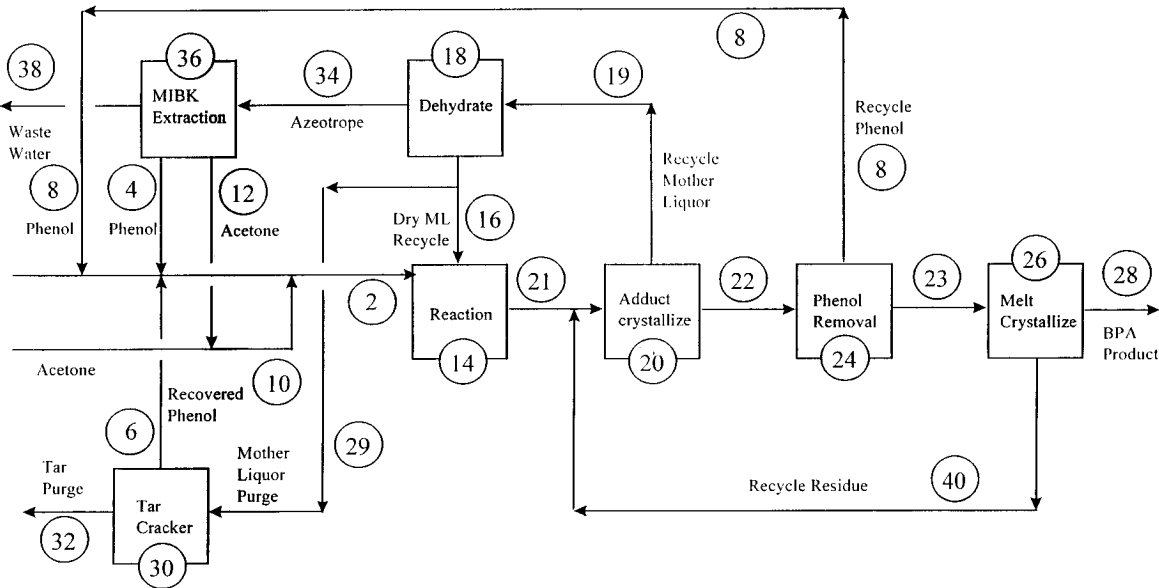 8
36
18
38
34
19
MIBK
Extraction
Dehydrate
Azeotrope
Waste
Water
Recycle
Phenol
8
Recycle
Mother
Liquor
8
4
12
Phenol
Phenol
Acetone
Dry ML
Recycle
16
26
2
21
22
23
28
Reaction
Adduct
crystallize
Phenol
Removal
Melt
Crystallize
BPA
Product
14
20
24
Acetone
10
Recovered
Phenol
6
29
Mother
Liquor
Purge
Tar
Purge
Recycle Residue
40
Tar
Cracker
32
30